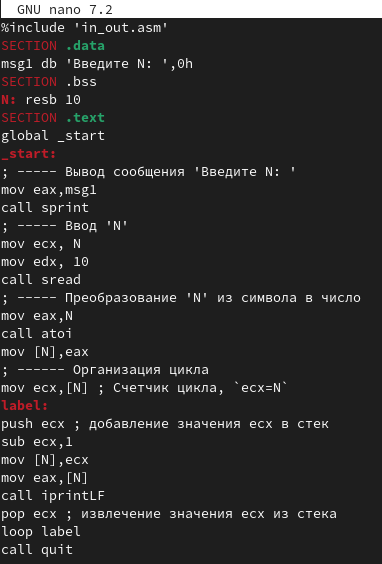 GNU nano 7.2
%include 'in_out.asm'
SECTION .data
msg1 db 'Введите N: ',0h
SECTION .bss
N: resb 10
SECTION .text
global _start
_start:
; ----- Вывод сообщения 'Введите N: '
mov eax,msg1
call sprint
; ----- Ввод 'N'
mov ecx, N
mov edx, 10
call sread
; ----- Преобразование 'N' из символа в число
mov eax,N
call atoi
mov [N],eax
; ------ Организация цикла
mov ecx,[N] ; Счетчик цикла, `ecx=N`
label:
push ecx ; добавление значения ecx в стек
sub ecx,1
mov [N],ecx
mov eax,[N]
call iprintLF
pop ecx ; извлечение значения ecx из стека
loop label
call quit